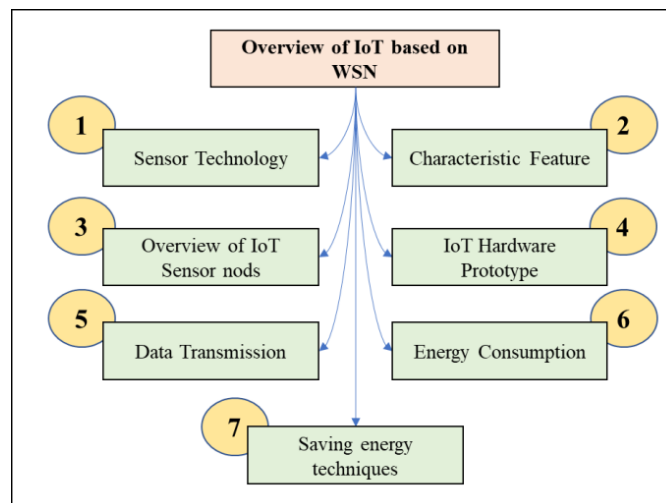 Overview of IoT based on
WSN
1
Sensor Technology
2
Characteristic Feature
3
Overview of IoT
Sensor nods
4
IoT Hardware
Prototype
5
Data Transmission
6
Energy Consumption
7
Saving energy
techniques